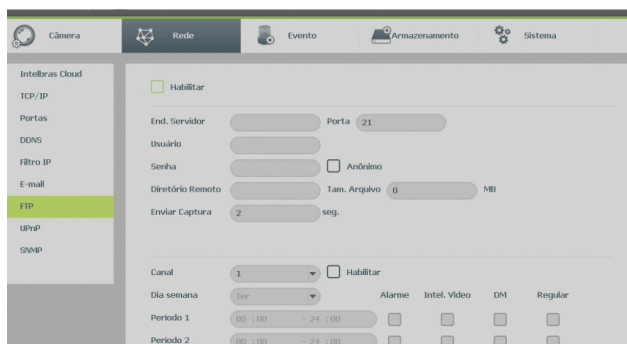 Câmera Rede Evento Armazenamento Sistema
Intelbras Cloud
TCP/IP
Portas
DDNS
Filtro IP
E-mail
FTP
UPnP
SNMP
Habilitar
End. Servidor Porta 21
Usuário
Senha Anônimo
Diretório Remoto Tam. Arquivo 0 MB
Enviar Captura 2 seg.
Canal 1 Habilitar
Dia semana Ter Alarme Intel. Video DM Regular
Período 1 00 : 00 - 24 : 00
Período 2 00 : 00 - 24 : 00